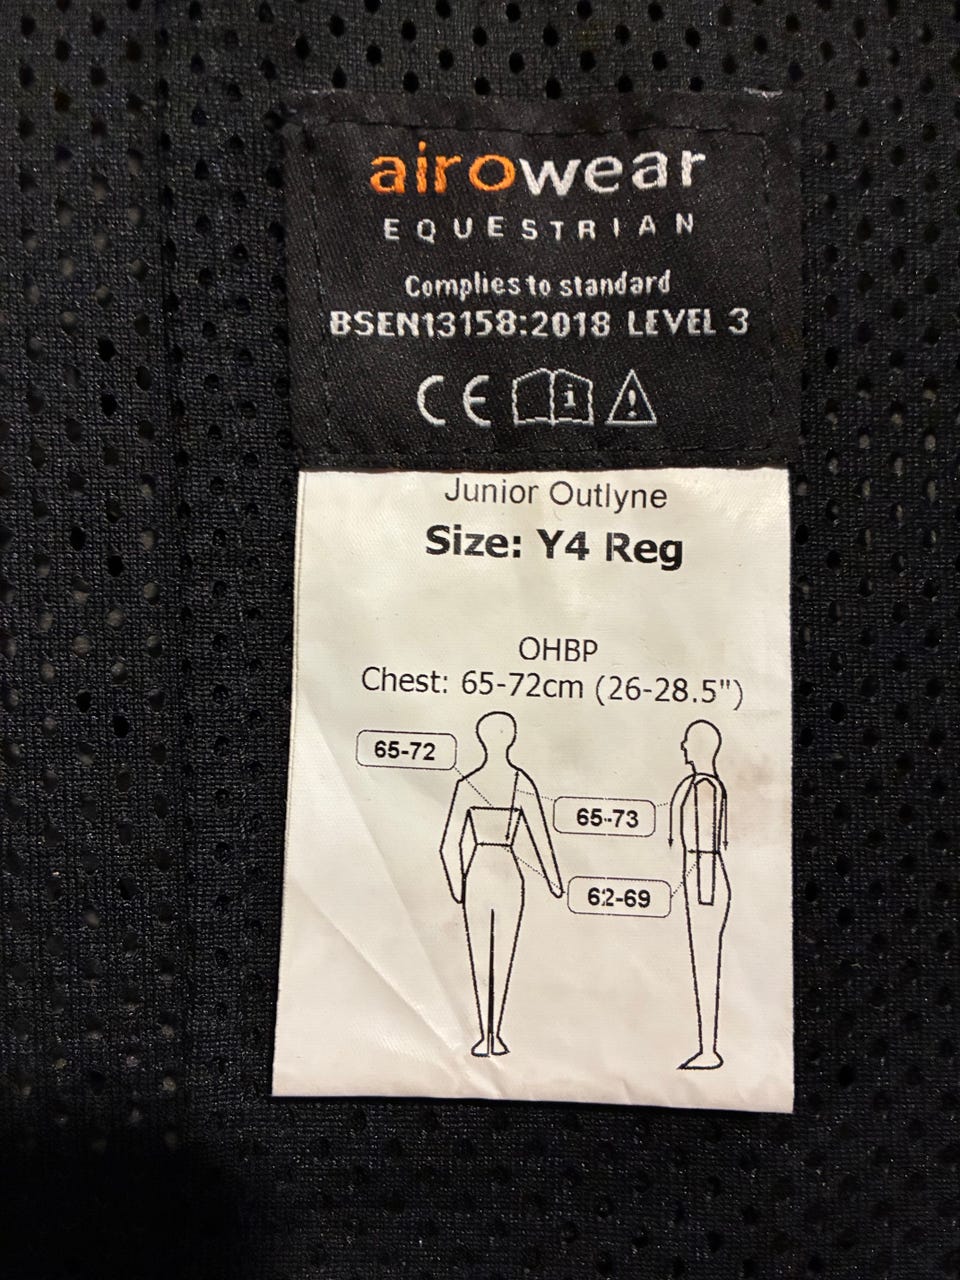 airowear
EQUESTRIAN
Complies to standard
BSEN13158:2018 LEVEL 3
CE i !
Junior Outlyne
Size: Y4 Reg
OHBP
Chest: 65-72cm (26-28.5")
65-72
65-73
62-69